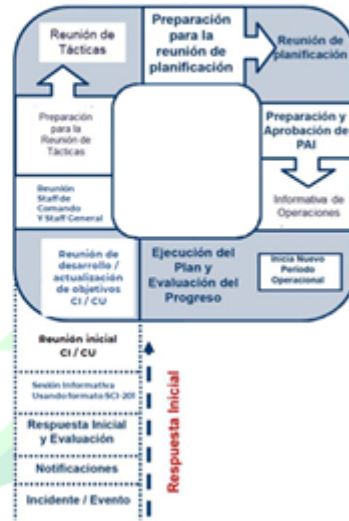 Reunión de
Tácticas
Preparación
para la
reunión de
planificación
Reunión de
planificación
Preparación
para la
Reunión de
Tácticas
Preparación y
Aprobación de
PAI
Reunión
Staff de
Comando
Y Staff General
Informativa de
Operaciones
Reunión de
desarrollo /
actualización
de objetivos
CI / CU
Ejecución del
Plan y
Evaluación del
Progreso
Inicia Nuevo
Periodo
Operacional
Reunión inicial
CI / CU
Sesión Informativa
Usando formato SCI-201
Respuesta Inicial
y Evaluación
Notificaciones
Incidente / Evento
Respuesta Inicial